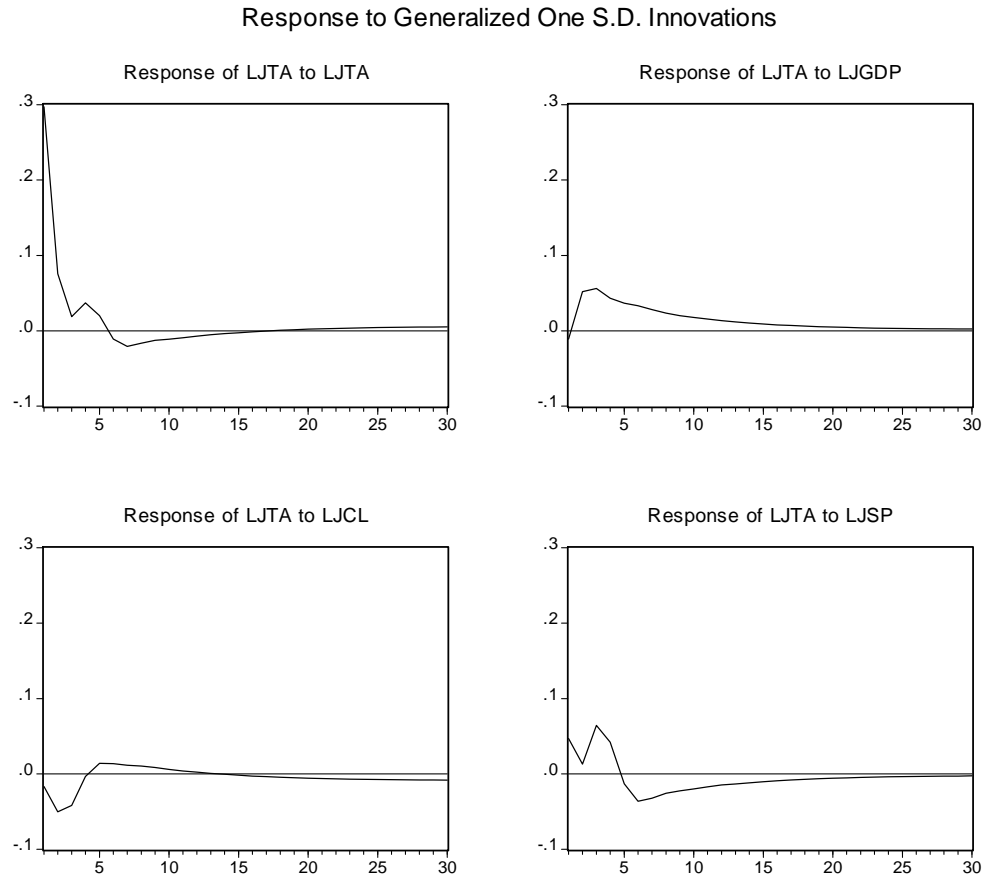 Response to Generalized One S.D. Innovations
Response of LJTA to LJTA
.3
.2
.1
.0
-.1
5 10 15 20 25 30
Response of LJTA to LJGDP
.3
.2
.1
.0
-.1
5 10 15 20 25 30
Response of LJTA to LJCL
.3
.2
.1
.0
-.1
5 10 15 20 25 30
Response of LJTA to LJSP
.3
.2
.1
.0
-.1
5 10 15 20 25 30